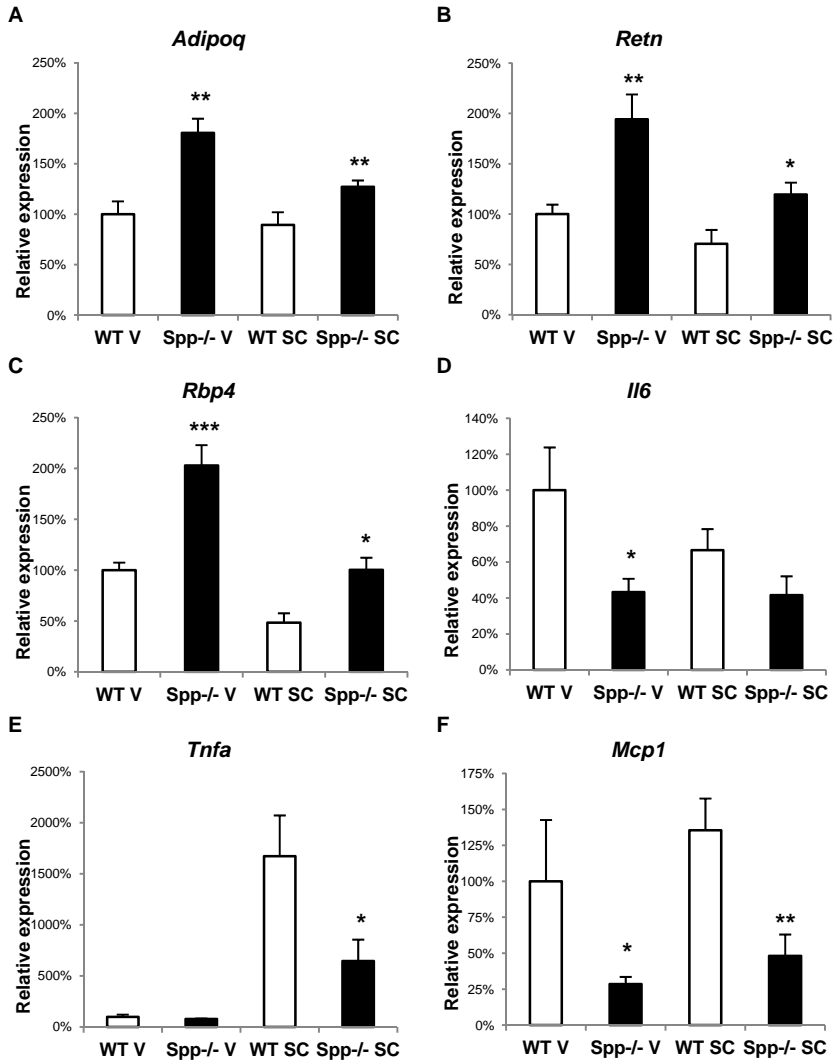 A
Adipoq
250%
200%
150%
100%
50%
0%
Relative expression
**
**
WT V Spp-/- V WT SC Spp-/- SC
B
Retn
250%
200%
150%
100%
50%
0%
Relative expression
**
*
WT V Spp-/- V WT SC Spp-/- SC
C
Rbp4
250%
200%
150%
100%
50%
0%
Relative expression
***
*
WT V Spp-/- V WT SC Spp-/- SC
D
Il6
140%
120%
100%
80%
60%
40%
20%
0%
Relative expression
*
WT V Spp-/- V WT SC Spp-/- SC
E
Tnfa
2500%
2000%
1500%
1000%
500%
0%
Relative expression
*
WT V Spp-/- V WT SC Spp-/- SC
F
Mcp1
175%
150%
125%
100%
75%
50%
25%
0%
Relative expression
*
**
WT V Spp-/- V WT SC Spp-/- SC